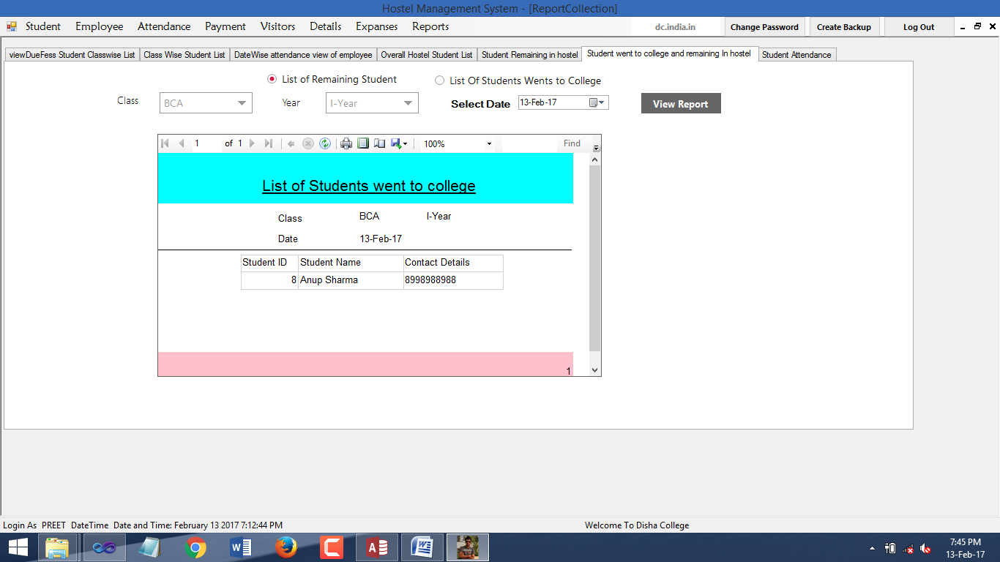 Hostel Management System - [ReportCollection]
Student Employee Attendance Payment Visitors Details Expanses Reports dc.india.in Change Password Create Backup Log Out
viewDueFess Student Classwise List Class Wise Student List DateWise attendance view of employee Overall Hostel Student List Student Remaining in hostel Student went to college and remaining In hostel Student Attendance
List of Remaining Student List Of Students Wents to College
Class BCA Year I-Year Select Date 13-Feb-17 View Report
1 of 1 100% Find
List of Students went to college
Class BCA I-Year
Date 13-Feb-17
Student ID Student Name Contact Details
8 Anup Sharma 8998988988
1
Login As PREET DateTime Date and Time: February 13 2017 7:12:44 PM Welcome To Disha College
7:45 PM
13-Feb-17